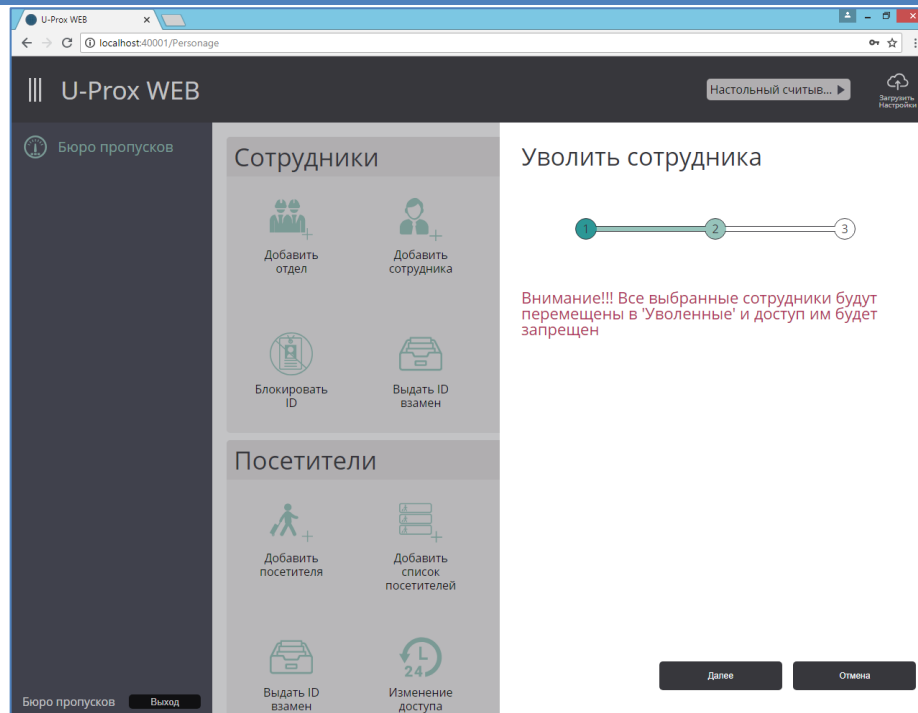 U-Prox WEB
localhost:40001/Personage
U-Prox WEB
Настольный считыв...
Загрузить
Настройки
Бюро пропусков
Сотрудники
Добавить
отдел
Добавить
сотрудника
Блокировать
ID
Выдать ID
взамен
Посетители
Добавить
посетителя
Добавить
список
посетителей
Выдать ID
взамен
24
Изменение
доступа
Уволить сотрудника
1
2
3
Внимание!!! Все выбранные сотрудники будут
перемещены в 'Уволенные' и доступ им будет
запрещен
Далее
Отмена
Бюро пропусков
Выход